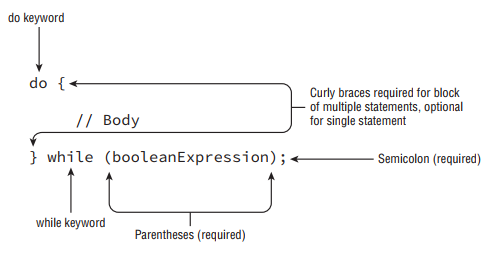 do keyword
do {
Curly braces required for block
of multiple statements, optional
for single statement
// Body
} while (booleanExpression);
Semicolon (required)
while keyword
Parentheses (required)